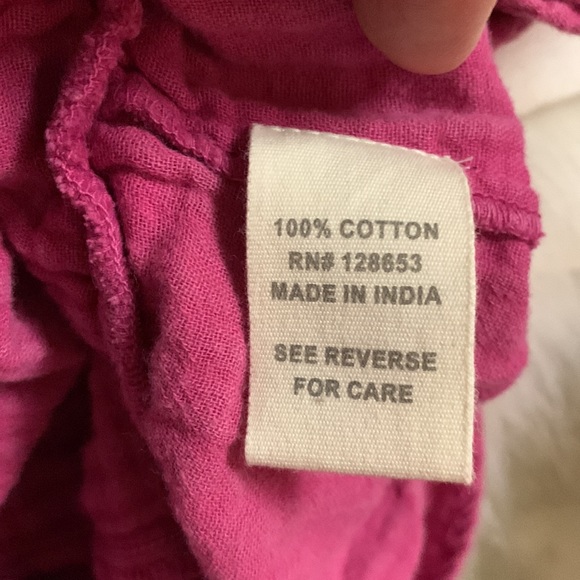 100% COTTON
RN# 128653
MADE IN INDIA
SEE REVERSE
FOR CARE